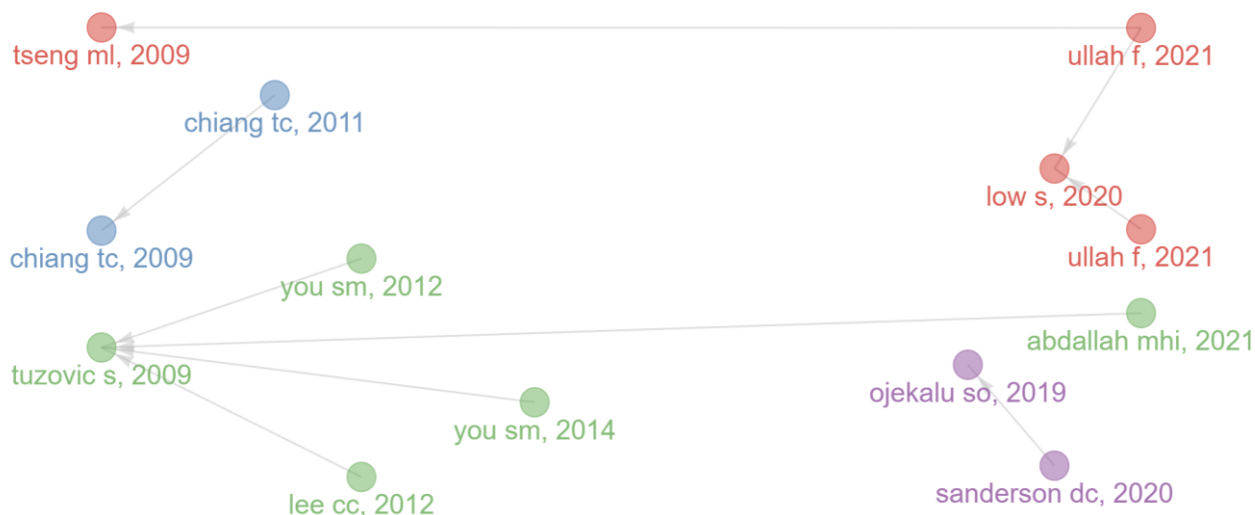 tseng ml, 2009
ullah f, 2021
chiang tc, 2011
low s, 2020
chiang tc, 2009
ullah f, 2021
you sm, 2012
abdallah mhi, 2021
tuzovic s, 2009
ojekalu so, 2019
you sm, 2014
lee cc, 2012
sanderson dc, 2020